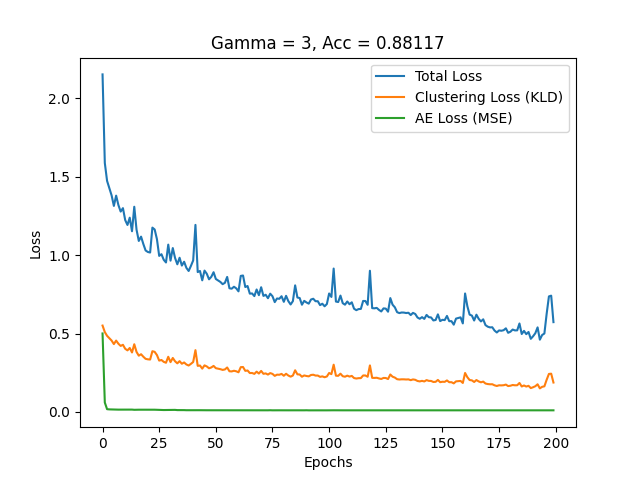 Gamma = 3, Acc = 0.88117
Total Loss
Clustering Loss (KLD)
AE Loss (MSE)
2.0
1.5
1.0
0.5
0.0
Loss
0 25 50 75 100 125 150 175 200
Epochs